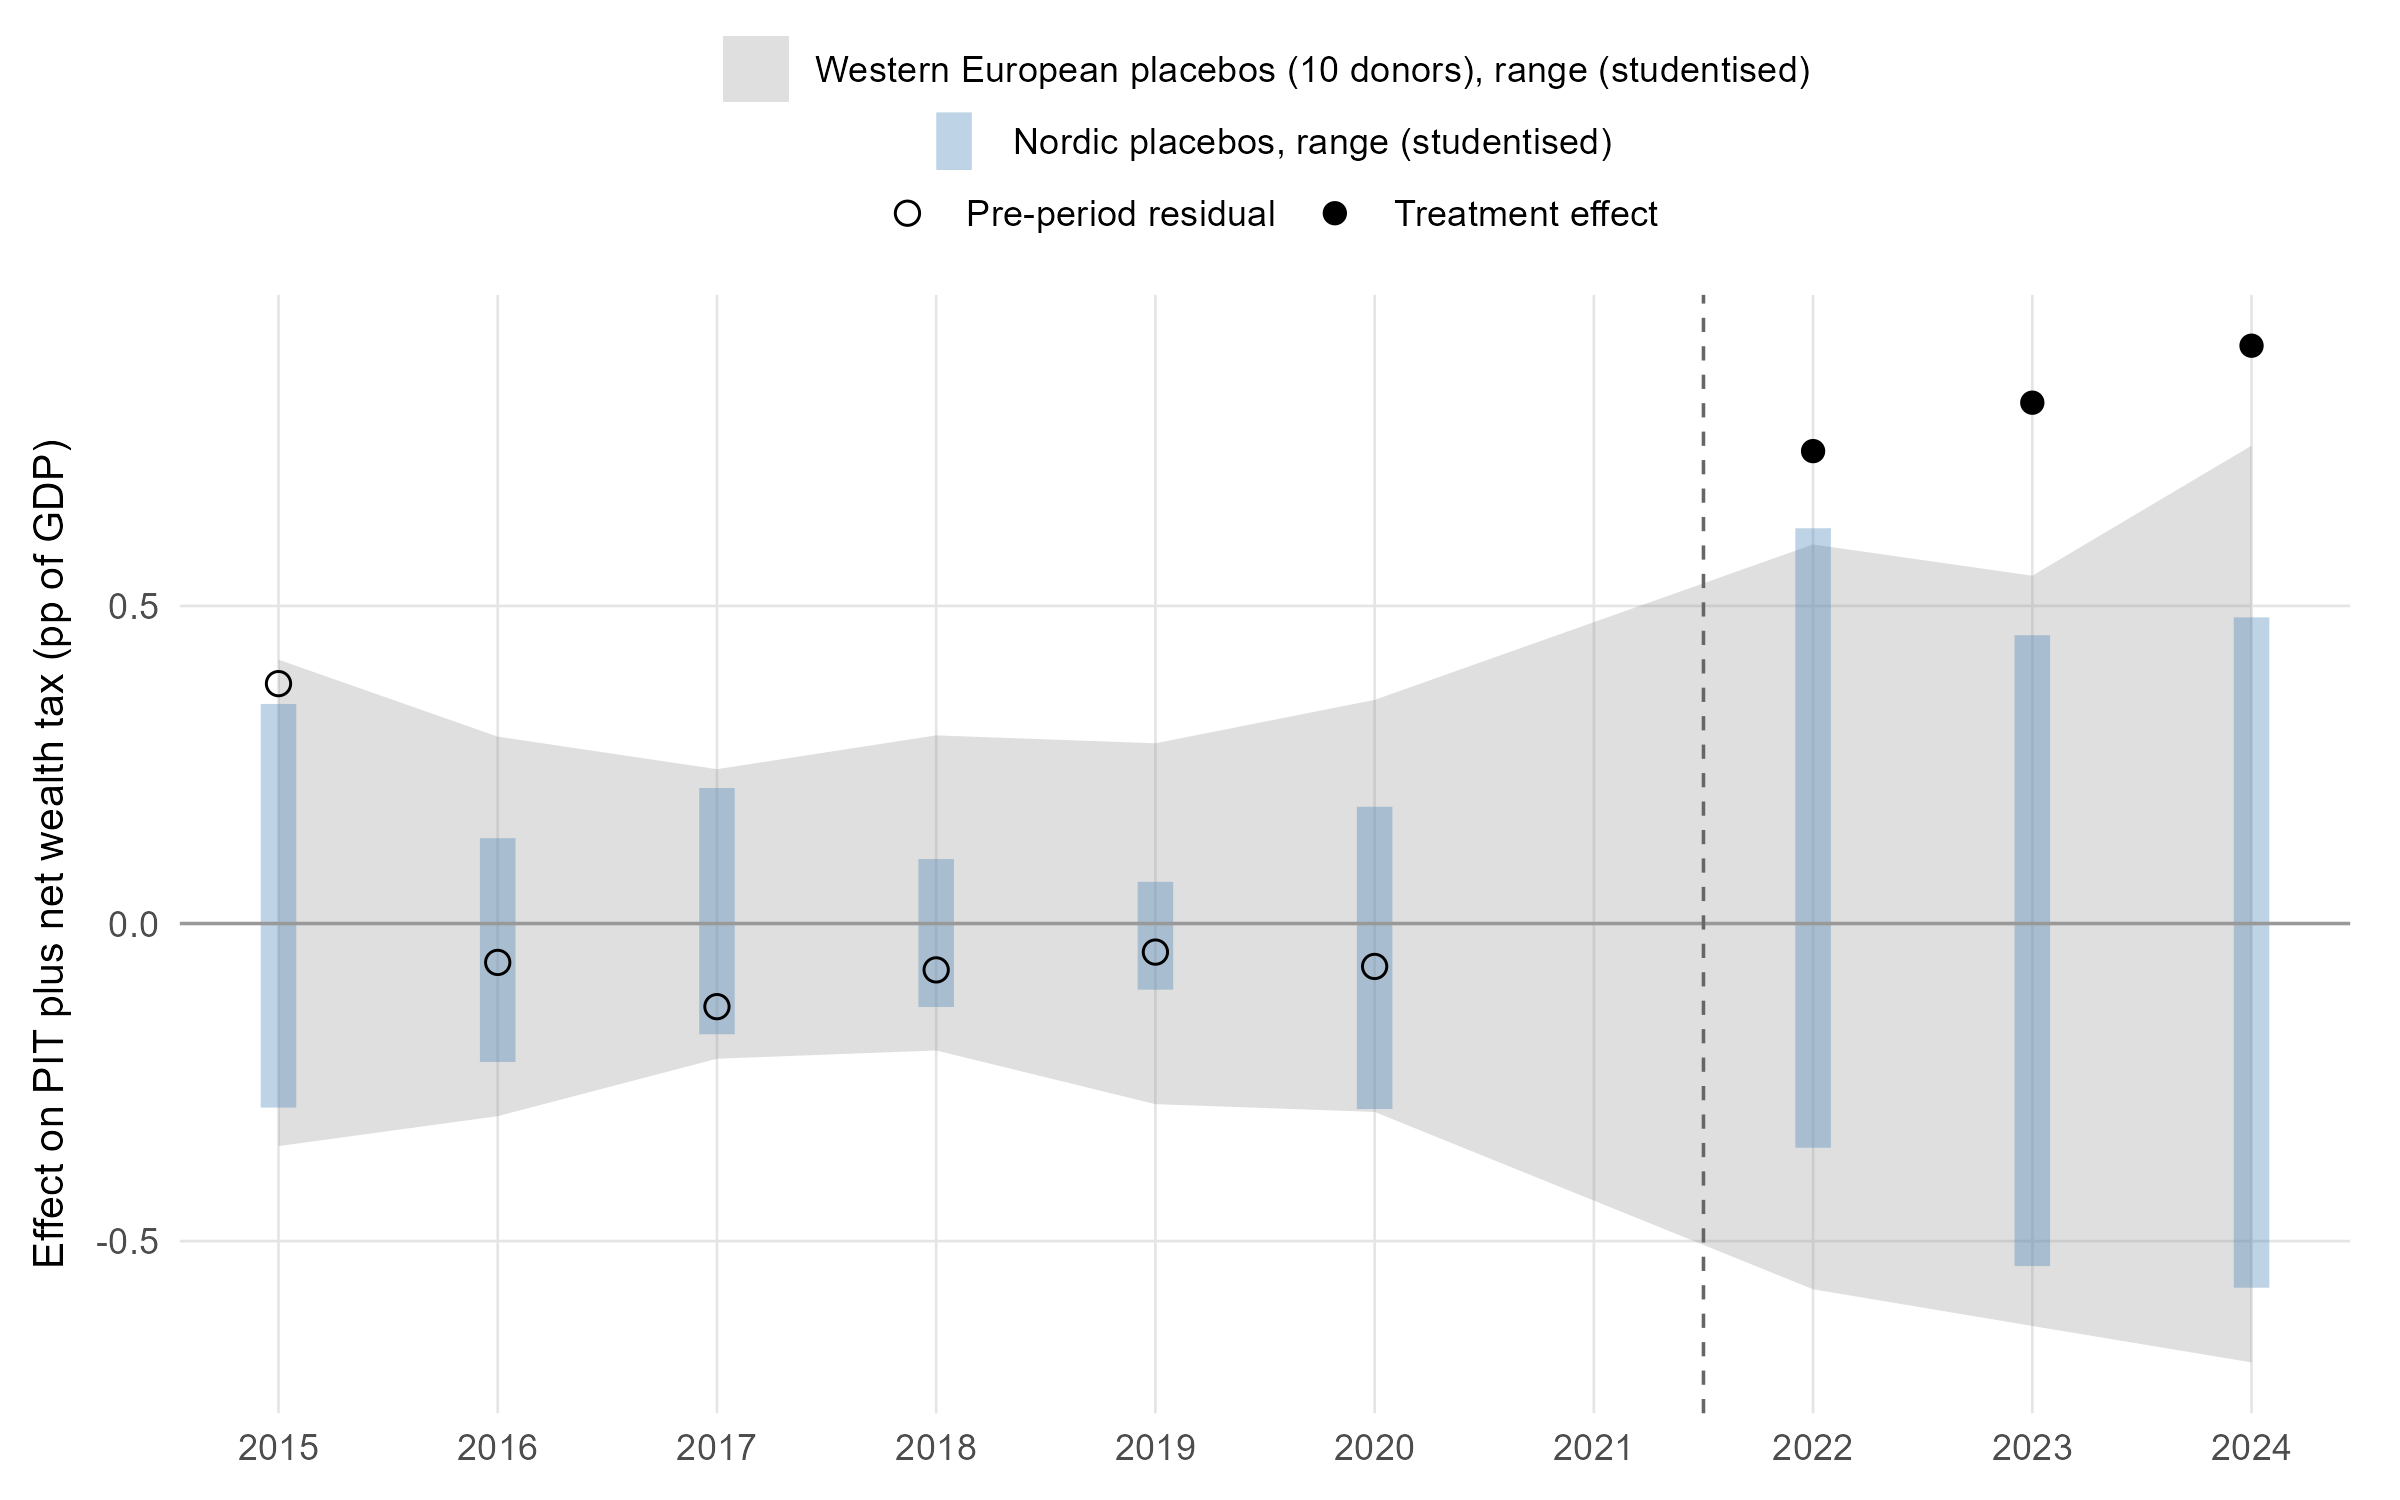 Western European placebos (10 donors), range (studentised)
Nordic placebos, range (studentised)
Pre-period residual
Treatment effect
Effect on PIT plus net wealth tax (pp of GDP)
0.5
0.0
-0.5
2015 2016 2017 2018 2019 2020 2021 2022 2023 2024